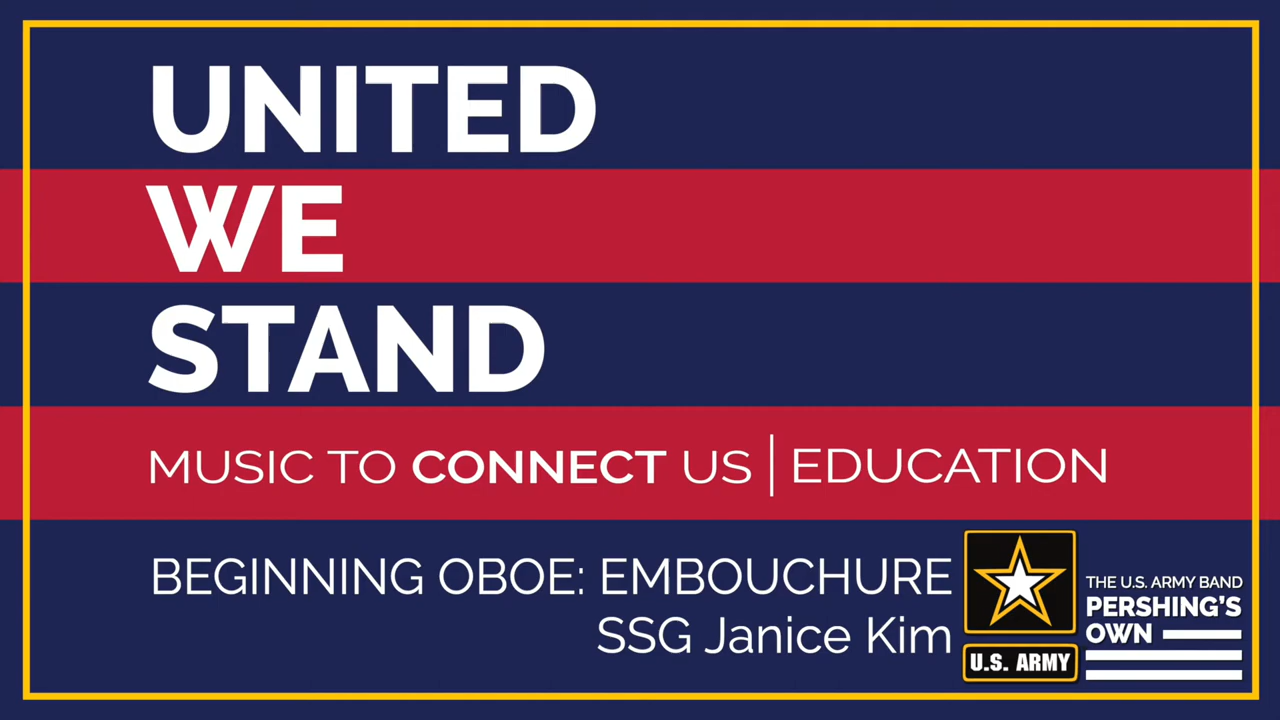 UNITED
WE
STAND
MUSIC TO CONNECT US | EDUCATION
BEGINNING OBOE: EMBOUCHURE
SSG Janice Kim
U.S. ARMY
THE U.S. ARMY BAND
PERSHING'S
OWN